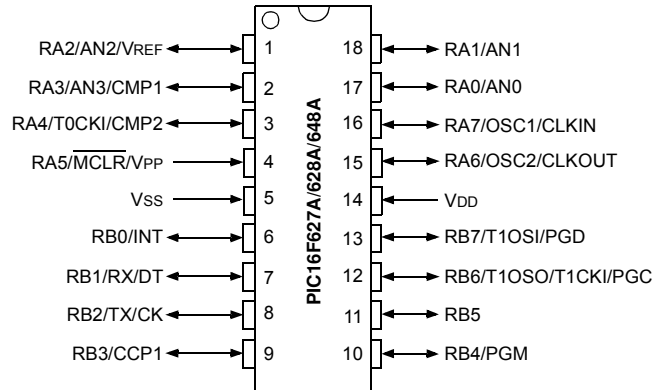 RA2/AN2/VREF 1 18 RA1/AN1
RA3/AN3/CMP1 2 17 RA0/AN0
RA4/T0CKI/CMP2 3 16 RA7/OSC1/CLKIN
RA5/MCLR/VPP 4 15 RA6/OSC2/CLKOUT
VSS 5 14 VDD
RB0/INT 6 13 RB7/T1OSI/PGD
RB1/RX/DT 7 12 RB6/T1OSO/T1CKI/PGC
RB2/TX/CK 8 11 RB5
RB3/CCP1 9 10 RB4/PGM
PIC16F627A/628A/648A